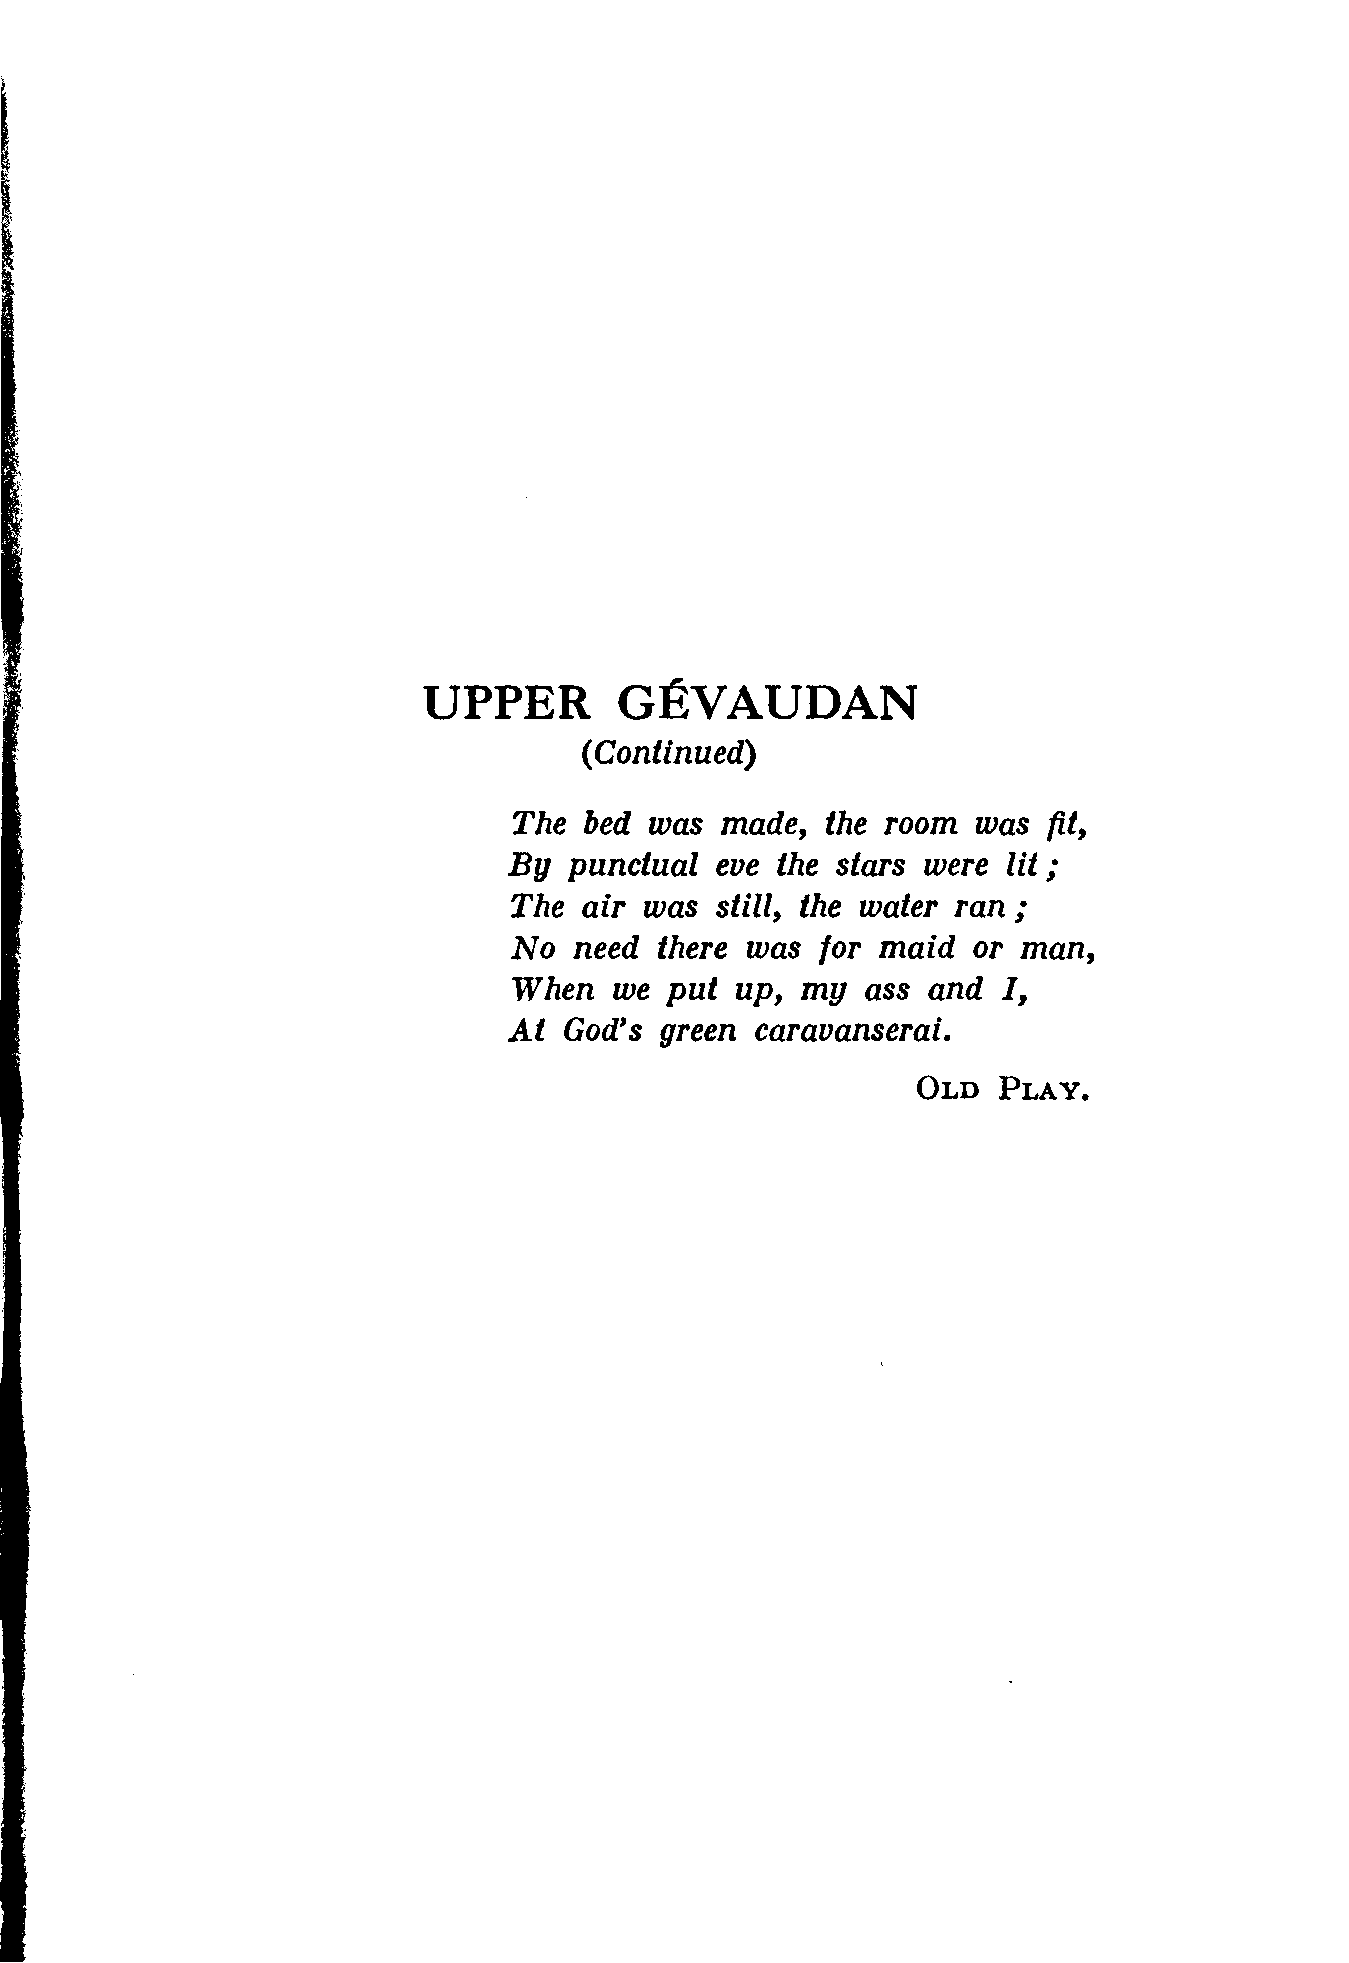 UPPER GÉVAUDAN
(Continued)
The bed was made, the room was fit,
By punctual eve the stars were lit ;
The air was still, the water ran ;
No need there was for maid or man,
When we put up, my ass and I,
At God's green caravanserai.
OLD PLAY.